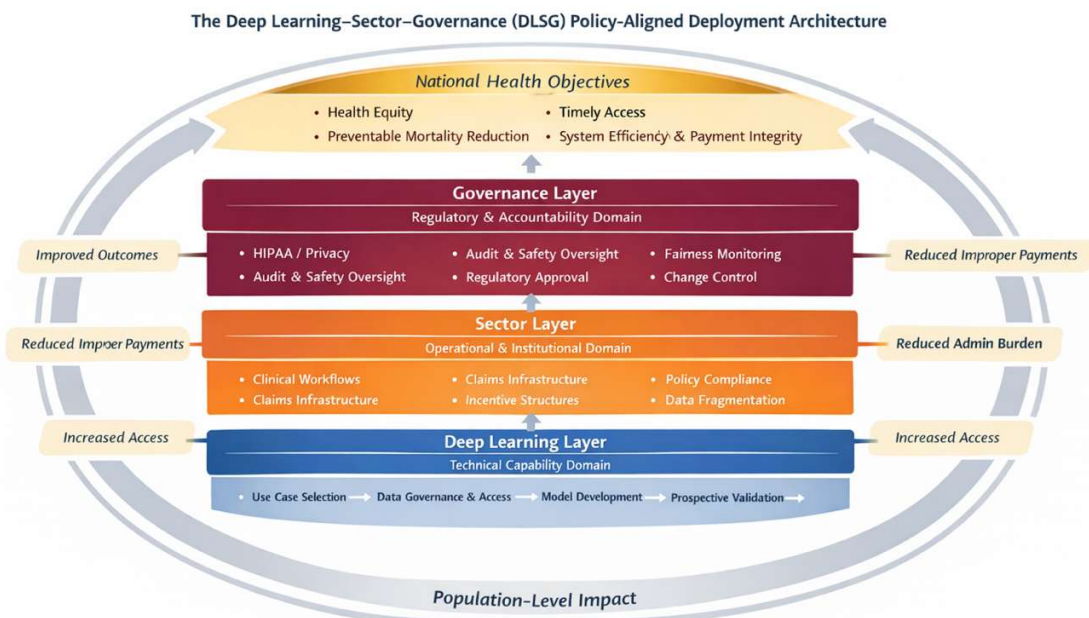 The Deep Learning–Sector–Governance (DLSG) Policy-Aligned Deployment Architecture
National Health Objectives
• Health Equity
• Timely Access
• Preventable Mortality Reduction
• System Efficiency & Payment Integrity
Governance Layer
Regulatory & Accountability Domain
• HIPAA / Privacy
• Audit & Safety Oversight
• Fairness Monitoring
• Audit & Safety Oversight
• Regulatory Approval
• Change Control
Improved Outcomes
Reduced Improper Payments
Sector Layer
Operational & Institutional Domain
• Clinical Workflows
• Claims Infrastructure
• Policy Compliance
• Claims Infrastructure
• Incentive Structures
• Data Fragmentation
Reduced Payments
Reduced Admin Burden
Deep Learning Layer
Technical Capability Domain
• Use Case Selection → Data Governance & Access → Model Development → Prospective Validation →
Increased Access
Increased Access
Population-Level Impact